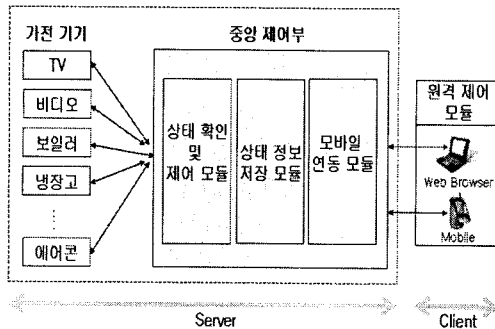 가전 기기
TV
비디오
보일러
냉장고
에어콘
중앙 제어부
상태 확인
및
제어 모듈
상태 정보
저장 모듈
모바일
연동 모듈
원격 제어
모듈
Web Browser
Mobile
Server
Client